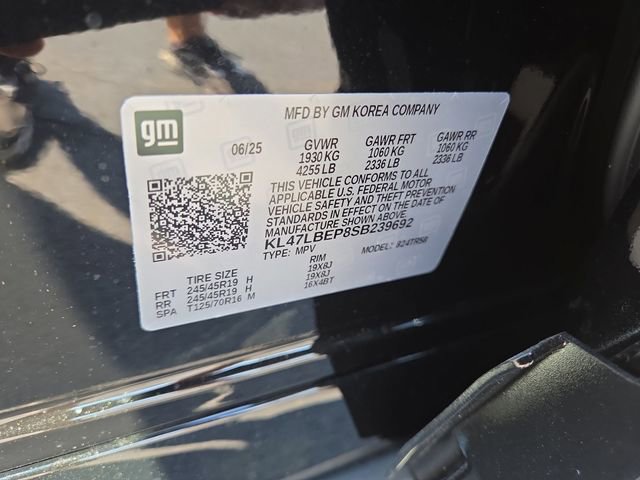 gm
MFD BY GM KOREA COMPANY
06/25 GVWR GAWR FRT GAWR RR
1930 KG 1060 KG 1060 KG
4255 LB 2336 LB 2336 LB
THIS VEHICLE CONFORMS TO ALL
APPLICABLE U.S. FEDERAL MOTOR
VEHICLE SAFETY AND THEFT PREVENTION
STANDARDS IN EFFECT ON THE DATE OF
MANUFACTURE SHOWN ABOVE.
KL47LBEP8SB239692
TYPE: MPV MODEL:
TIRE SIZE RIM
FRT 245/45R19 H 19X8J
RR 245/45R19 H 19X8J
SPA T125/70R16 M 16X4BT